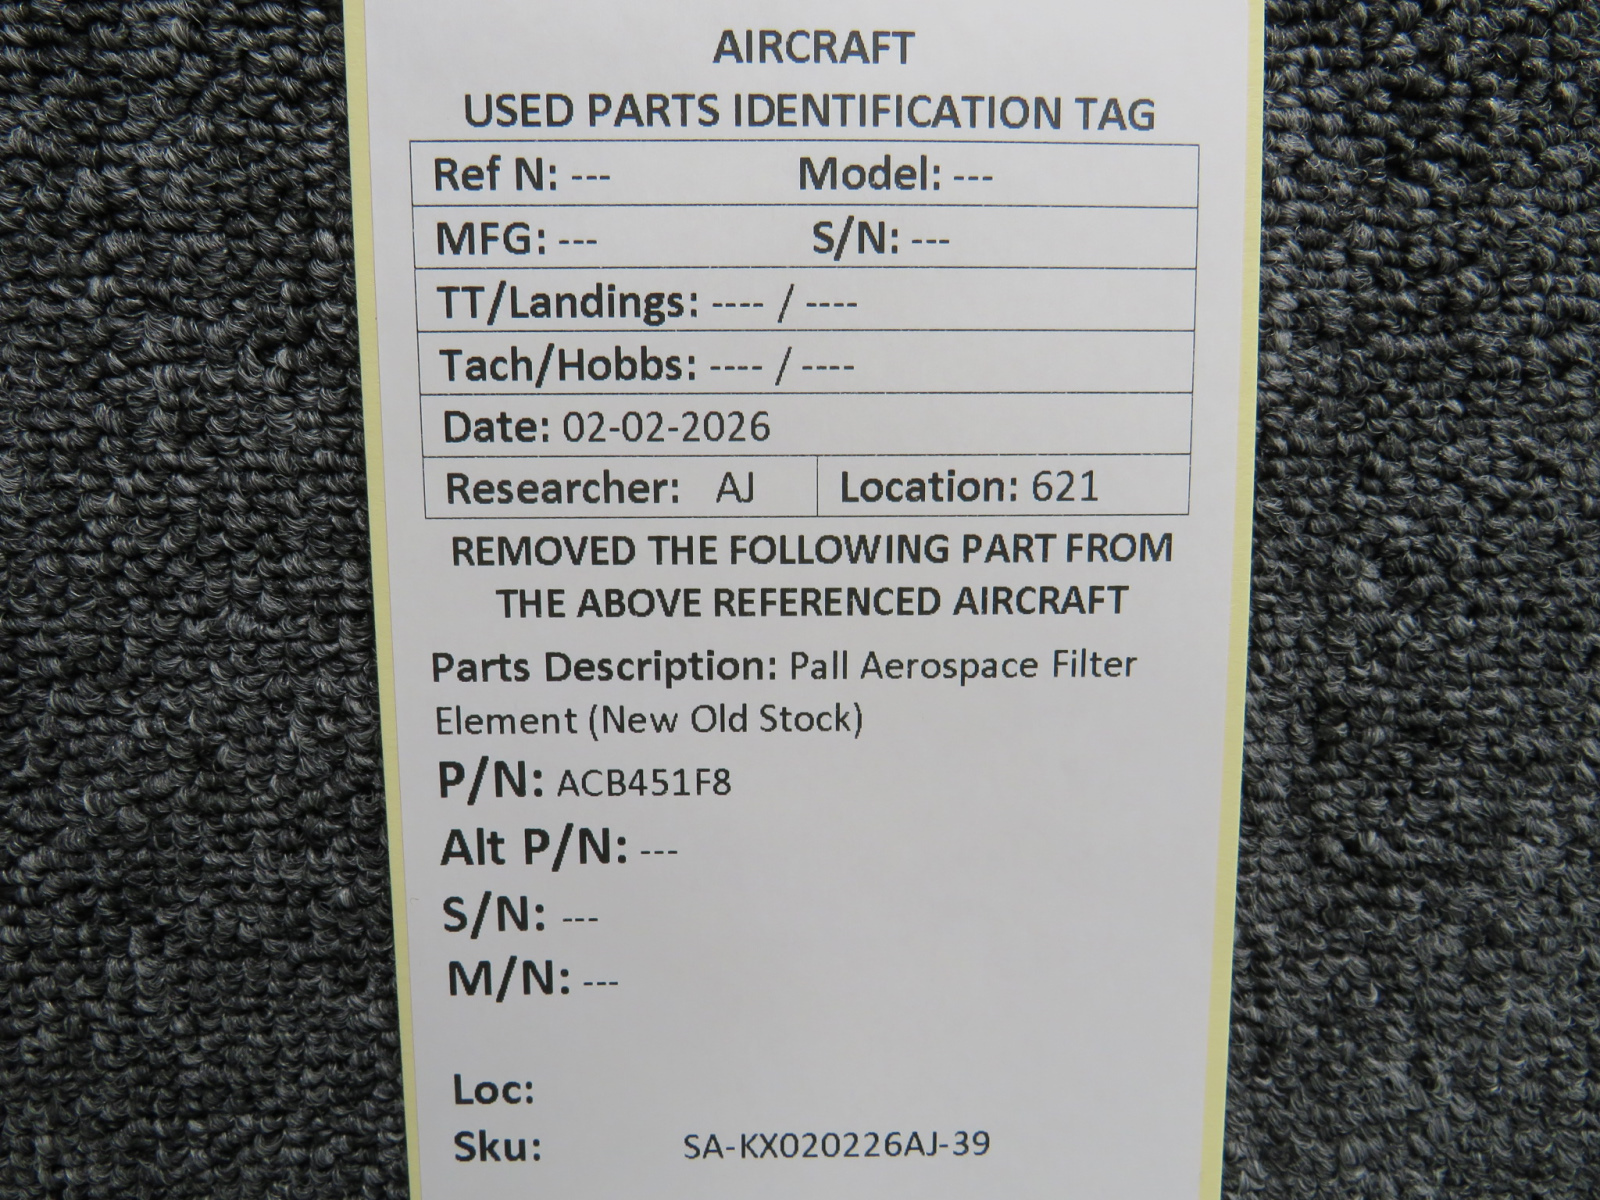 AIRCRAFT
USED PARTS IDENTIFICATION TAG
Ref N: --- Model: ---
MFG: --- S/N: ---
TT/Landings: ---- / ----
Tach/Hobbs: ---- / ----
Date: 02-02-2026
Researcher: AJ Location: 621
REMOVED THE FOLLOWING PART FROM
THE ABOVE REFERENCED AIRCRAFT
Parts Description: Pall Aerospace Filter
Element (New Old Stock)
P/N: ACB451F8
Alt P/N: ---
S/N: ---
M/N: ---
Loc:
Sku: SA-KX020226AJ-39